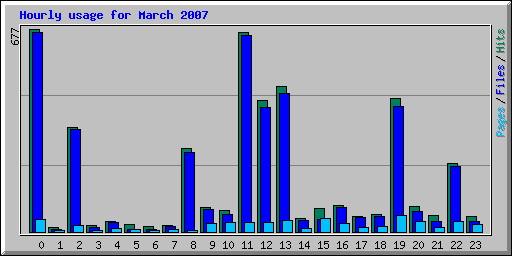 Hourly usage for March 2007
677
Pages / Files / Hits
0 1 2 3 4 5 6 7 8 9 10 11 12 13 14 15 16 17 18 19 20 21 22 23